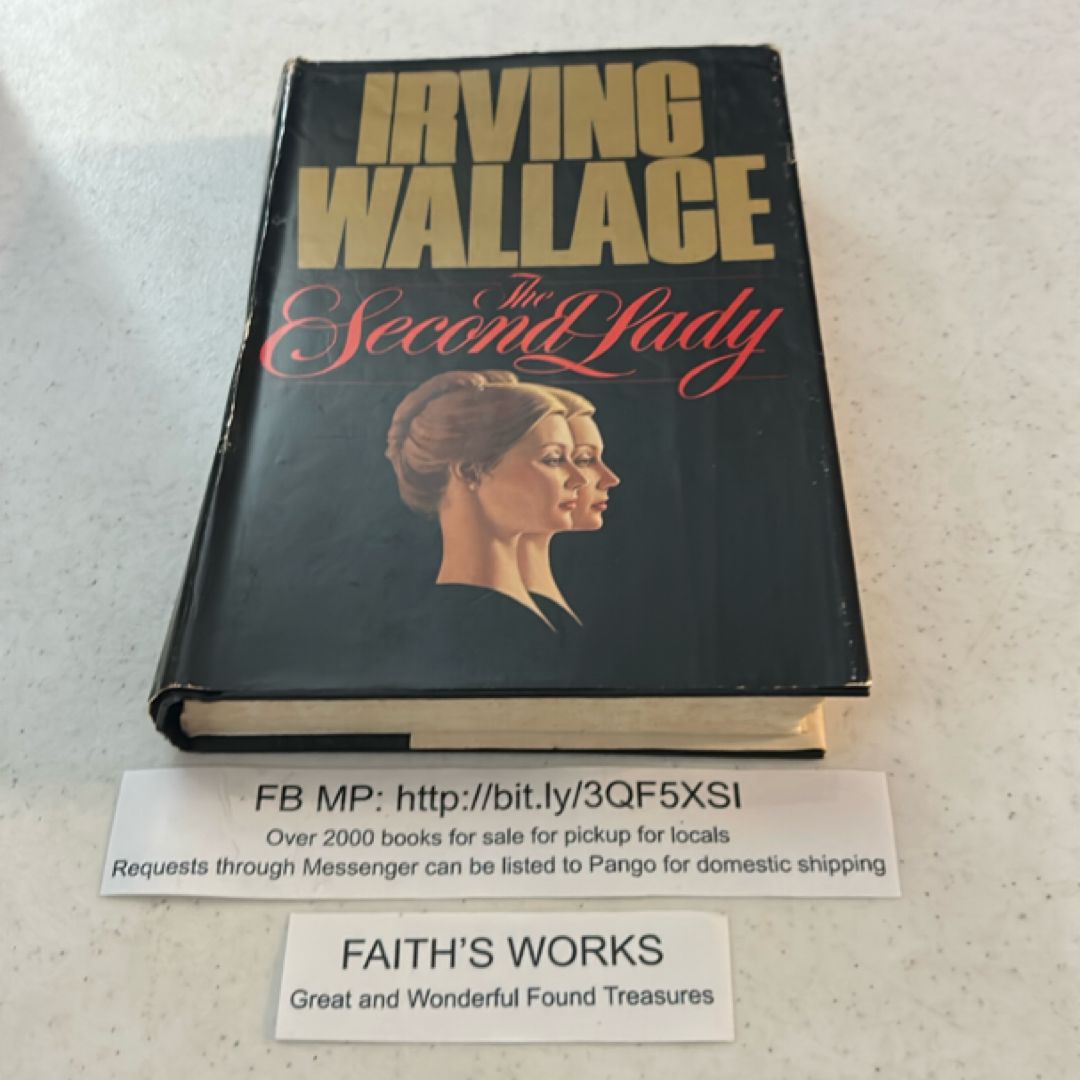 IRVING
WALLACE
The
Second Lady
FB MP: http://bit.ly/3QF5XSI
Over 2000 books for sale for pickup for locals
Requests through Messenger can be listed to Pango for domestic shipping
FAITH'S WORKS
Great and Wonderful Found Treasures